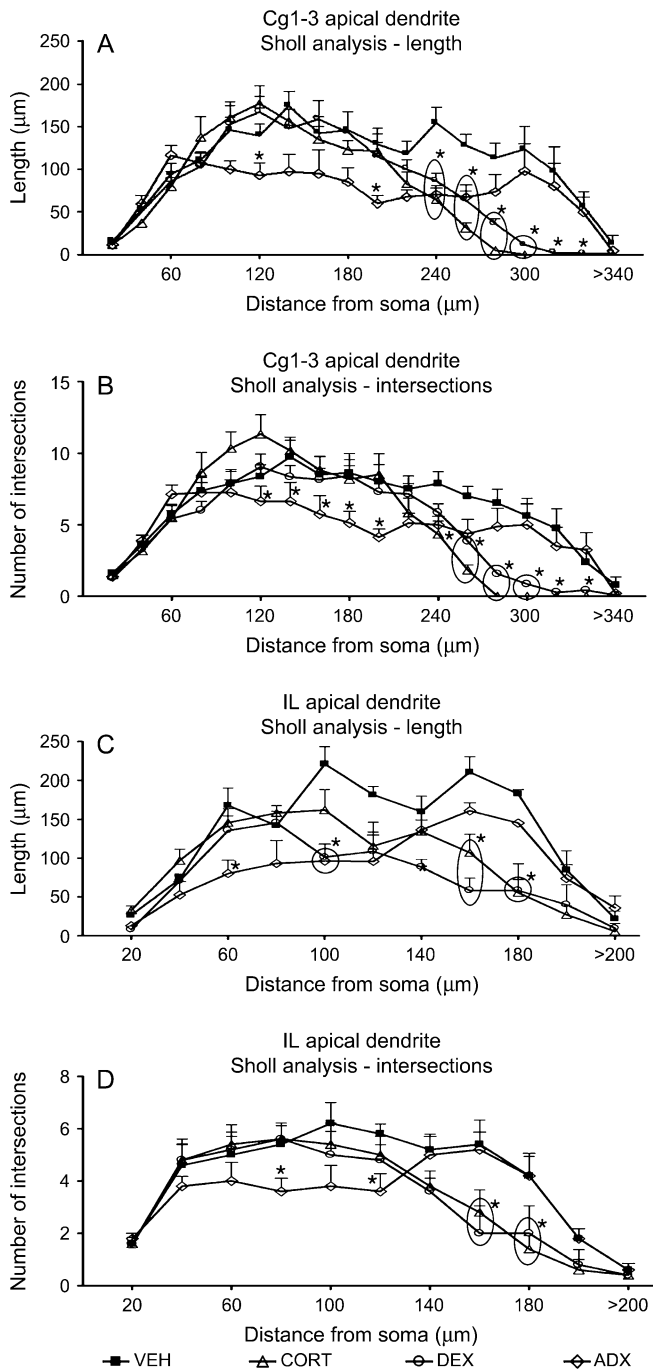 Cg1-3 apical dendrite
A
Sholl analysis - length
Length (μm)
250
200
150
100
50
0
* * * * * * * *
60 120 180 240 300 >340
Distance from soma (μm)
Cg1-3 apical dendrite
B
Sholl analysis - intersections
Number of intersections
15
10
5
0
* * * * * * * * * * *
60 120 180 240 300 >340
Distance from soma (μm)
IL apical dendrite
C
Sholl analysis - length
Length (μm)
250
200
150
100
50
0
* * * * *
20 60 100 140 180 >200
Distance from soma (μm)
IL apical dendrite
D
Sholl analysis - intersections
Number of intersections
8
6
4
2
0
* * * *
20 60 100 140 180 >200
Distance from soma (μm)
VEH CORT DEX ADX